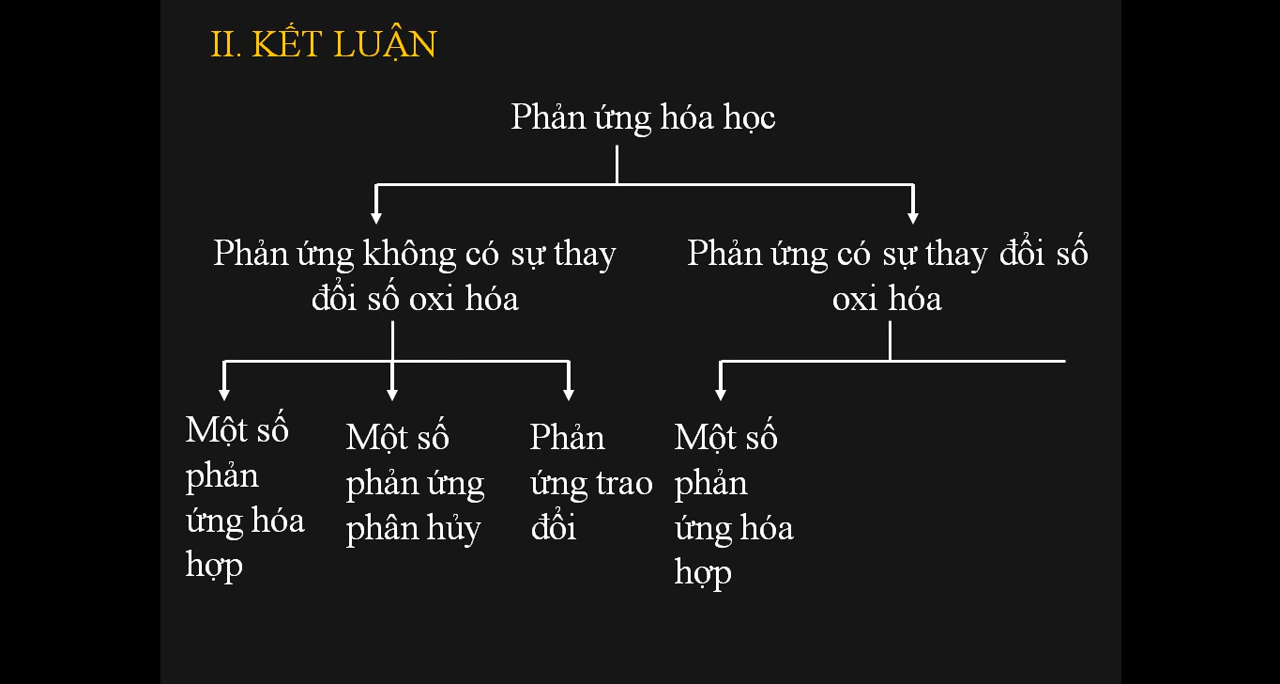 II. KẾT LUẬN
Phản ứng hóa học
Phản ứng không có sự thay
đổi số oxi hóa
Phản ứng có sự thay đổi số
oxi hóa
Một số
phản
ứng hóa
hợp
Một số
phản ứng
phân hủy
Phản
ứng trao
đổi
Một số
phản
ứng hóa
hợp